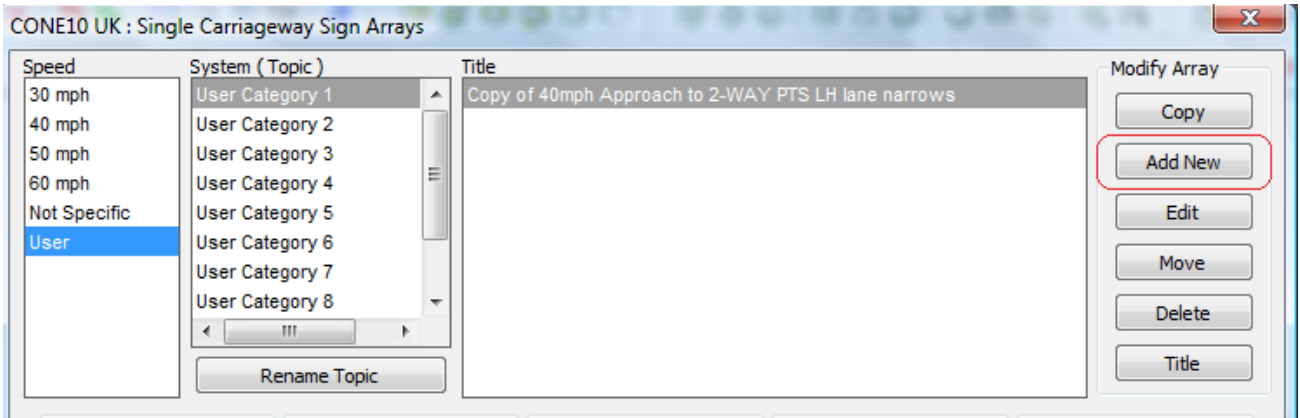 CONE10 UK : Single Carriageway Sign Arrays
Speed
30 mph
40 mph
50 mph
60 mph
Not Specific
User
System ( Topic )
User Category 1
User Category 2
User Category 3
User Category 4
User Category 5
User Category 6
User Category 7
User Category 8
Rename Topic
Title
Copy of 40mph Approach to 2-WAY PTS LH lane narrows
Modify Array
Copy
Add New
Edit
Move
Delete
Title